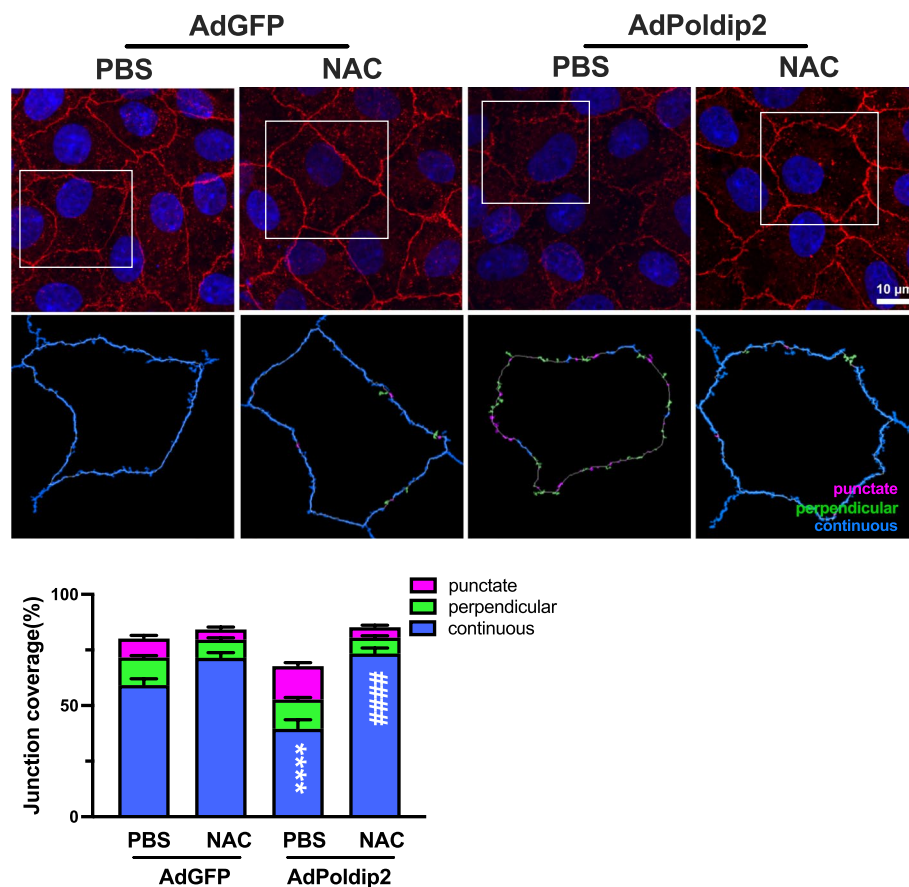 AdGFP AdPoldip2
PBS NAC PBS NAC
10 µm
punctate
perpendicular
continuous
punctate
perpendicular
continuous
Junction coverage(%)
100
50
0
####
****
PBS NAC PBS NAC
AdGFP AdPoldip2